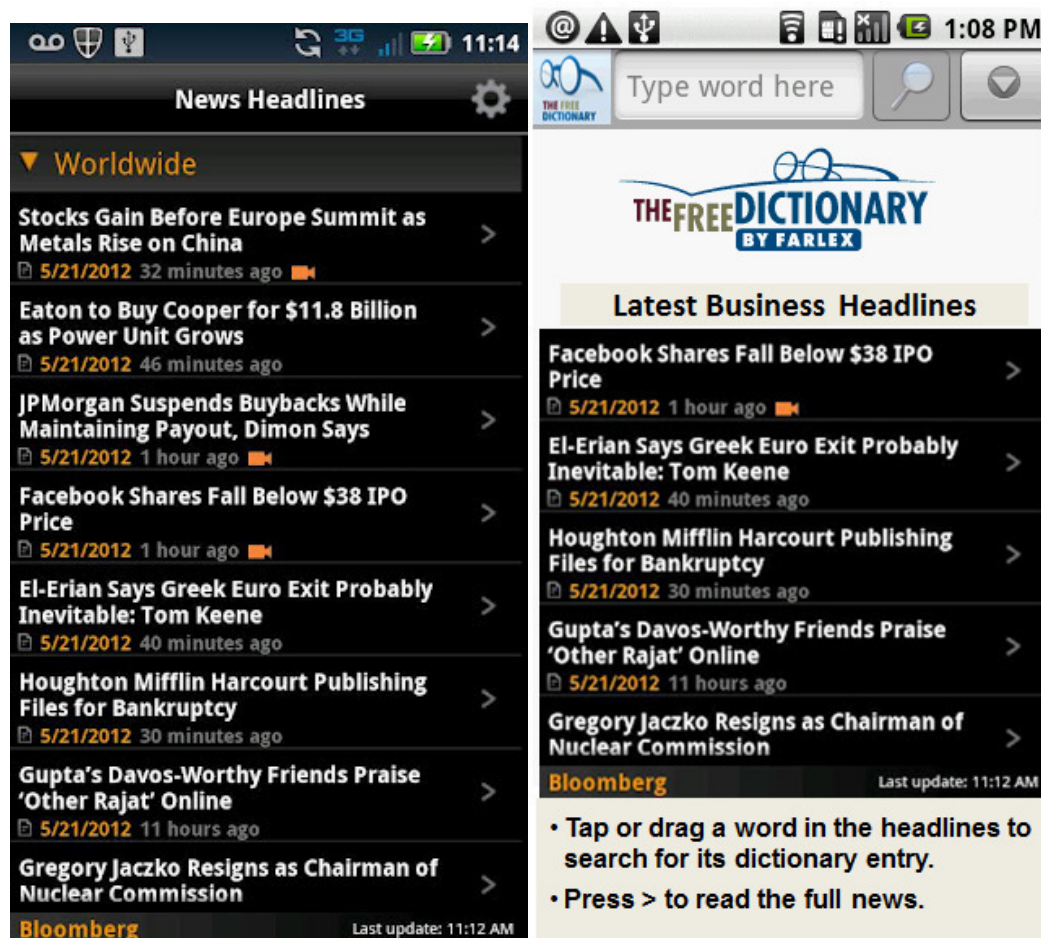 3G 11:14
News Headlines
▼ Worldwide
Stocks Gain Before Europe Summit as
Metals Rise on China
5/21/2012 32 minutes ago
Eaton to Buy Cooper for $11.8 Billion
as Power Unit Grows
5/21/2012 46 minutes ago
JPMorgan Suspends Buybacks While
Maintaining Payout, Dimon Says
5/21/2012 1 hour ago
Facebook Shares Fall Below $38 IPO
Price
5/21/2012 1 hour ago
El-Erian Says Greek Euro Exit Probably
Inevitable: Tom Keene
5/21/2012 40 minutes ago
Houghton Mifflin Harcourt Publishing
Files for Bankruptcy
5/21/2012 30 minutes ago
Gupta's Davos-Worthy Friends Praise
'Other Rajat' Online
5/21/2012 11 hours ago
Gregory Jaczko Resigns as Chairman of
Nuclear Commission
Bloomberg Last update: 11:12 AM
1:08 PM
THE FREE
DICTIONARY
Type word here
THE FREE DICTIONARY
BY FARLEX
Latest Business Headlines
Facebook Shares Fall Below $38 IPO
Price
5/21/2012 1 hour ago
El-Erian Says Greek Euro Exit Probably
Inevitable: Tom Keene
5/21/2012 40 minutes ago
Houghton Mifflin Harcourt Publishing
Files for Bankruptcy
5/21/2012 30 minutes ago
Gupta's Davos-Worthy Friends Praise
'Other Rajat' Online
5/21/2012 11 hours ago
Gregory Jaczko Resigns as Chairman of
Nuclear Commission
Bloomberg Last update: 11:12 AM
• Tap or drag a word in the headlines to
search for its dictionary entry.
• Press > to read the full news.